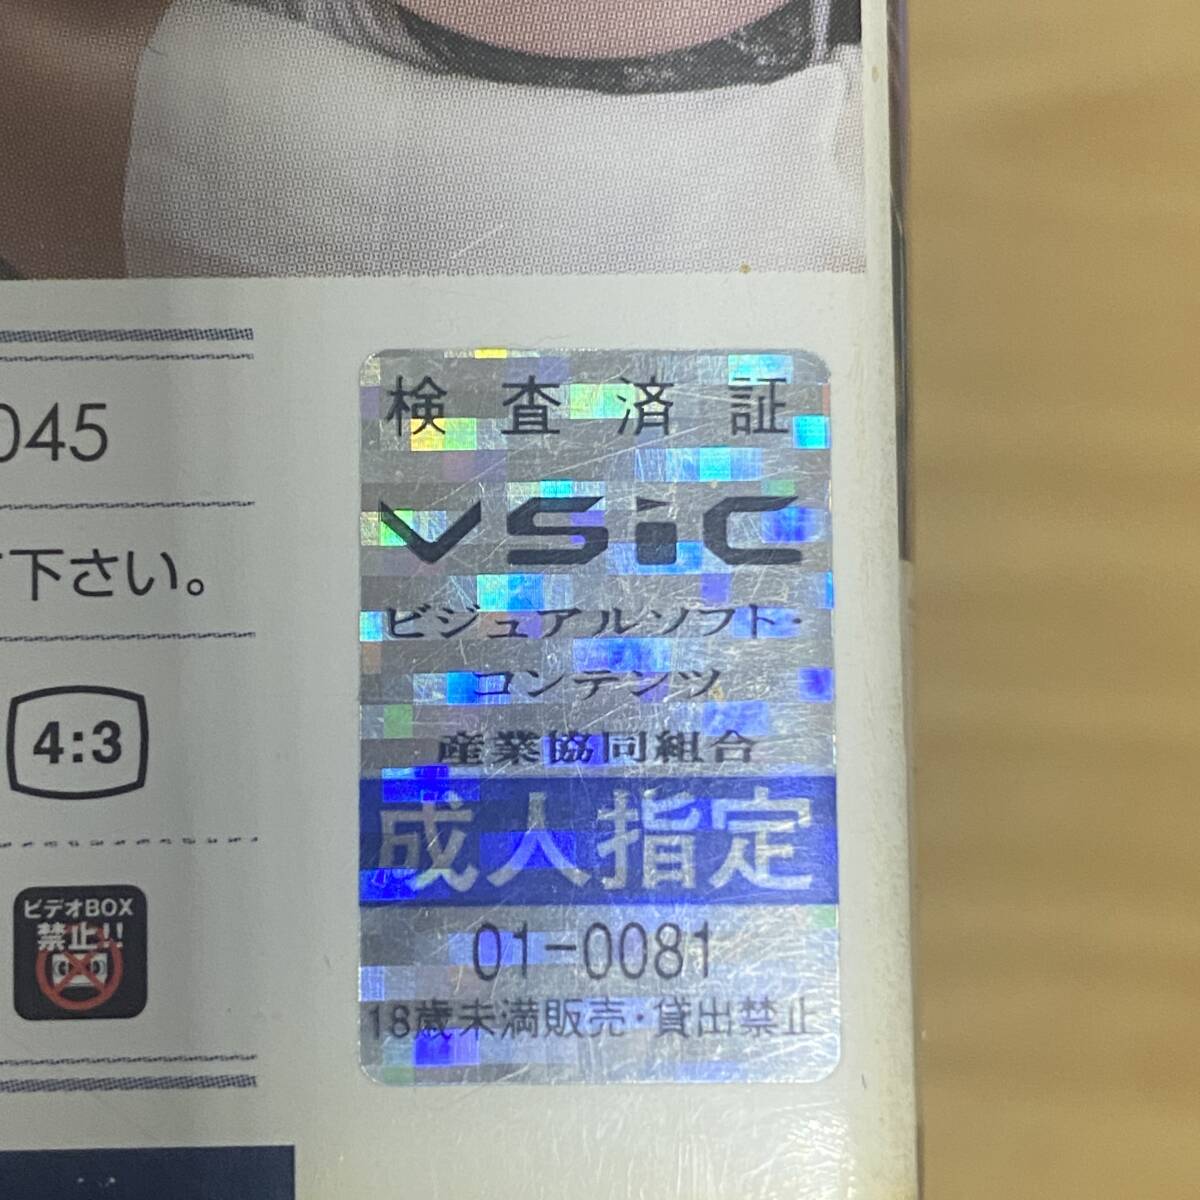 045
下さい。
4:3
ビデオBOX
禁止!!
検査済証
VSiC
ビジュアルソフト・
コンテンツ
産業協同組合
成人指定
01-0081
18歳未満販売・貸出禁止